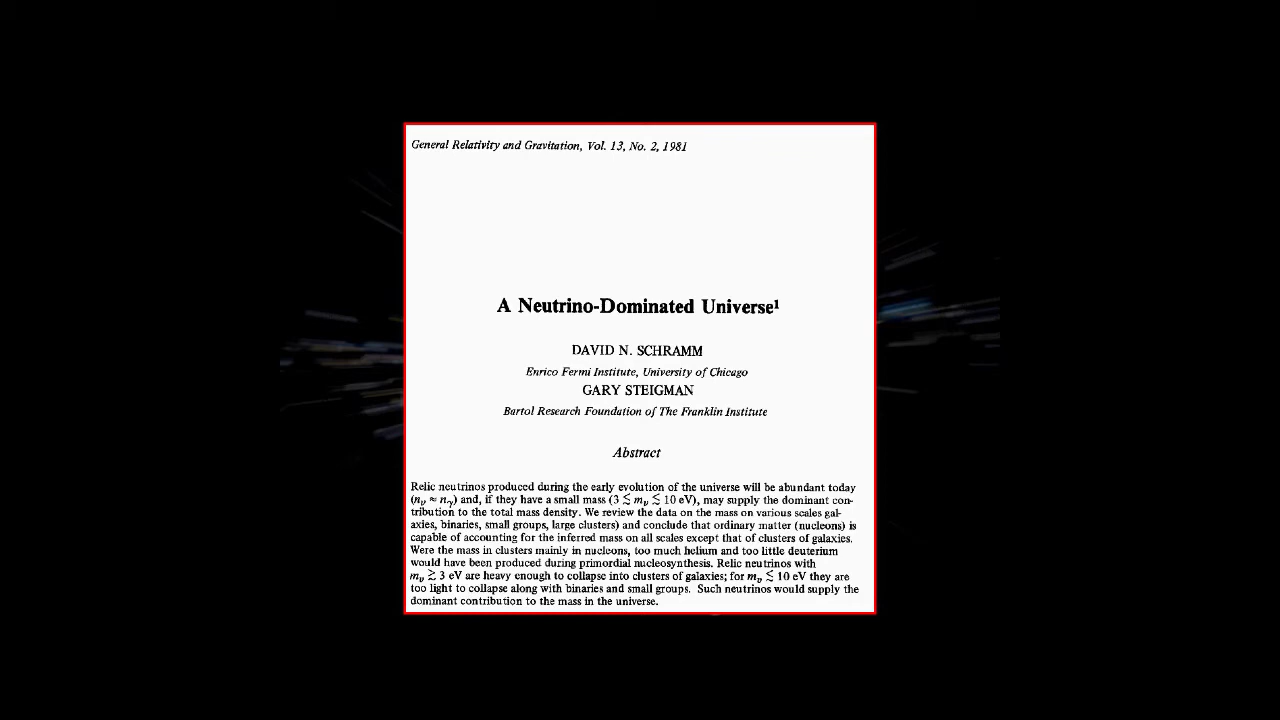 General Relativity and Gravitation, Vol. 13, No. 2, 1981
A Neutrino-Dominated Universe¹
DAVID N. SCHRAMM
Enrico Fermi Institute, University of Chicago
GARY STEIGMAN
Bartol Research Foundation of The Franklin Institute
Abstract
Relic neutrinos produced during the early evolution of the universe will be abundant today
(nᵥ ≈ nᵧ) and, if they have a small mass (3 ≲ mᵥ ≲ 10 eV), may supply the dominant con-
tribution to the total mass density. We review the data on the mass on various scales gal-
axies, binaries, small groups, large clusters) and conclude that ordinary matter (nucleons) is
capable of accounting for the inferred mass on all scales except that of clusters of galaxies.
Were the mass in clusters mainly in nucleons, too much helium and too little deuterium
would have been produced during primordial nucleosynthesis. Relic neutrinos with
mᵥ ≳ 3 eV are heavy enough to collapse into clusters of galaxies; for mᵥ ≲ 10 eV they are
too light to collapse along with binaries and small groups. Such neutrinos would supply the
dominant contribution to the mass in the universe.